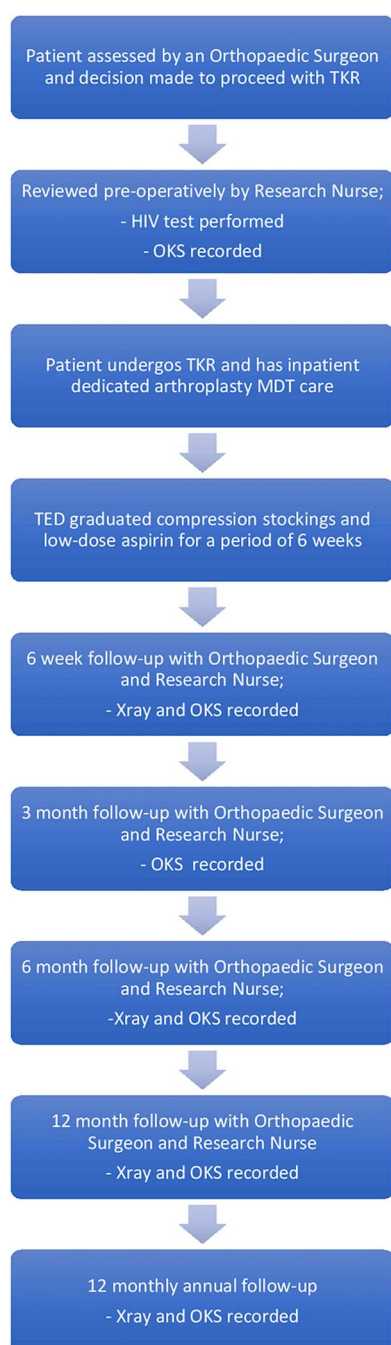 Patient assessed by an Orthopaedic Surgeon
and decision made to proceed with TKR
Reviewed pre-operatively by Research Nurse;
- HIV test performed
- OKS recorded
Patient undergos TKR and has inpatient
dedicated arthroplasty MDT care
TED graduated compression stockings and
low-dose aspirin for a period of 6 weeks
6 week follow-up with Orthopaedic Surgeon
and Research Nurse;
- Xray and OKS recorded
3 month follow-up with Orthopaedic Surgeon
and Research Nurse;
- OKS recorded
6 month follow-up with Orthopaedic Surgeon
and Research Nurse;
-Xray and OKS recorded
12 month follow-up with Orthopaedic
Surgeon and Research Nurse
- Xray and OKS recorded
12 monthly annual follow-up
- Xray and OKS recorded